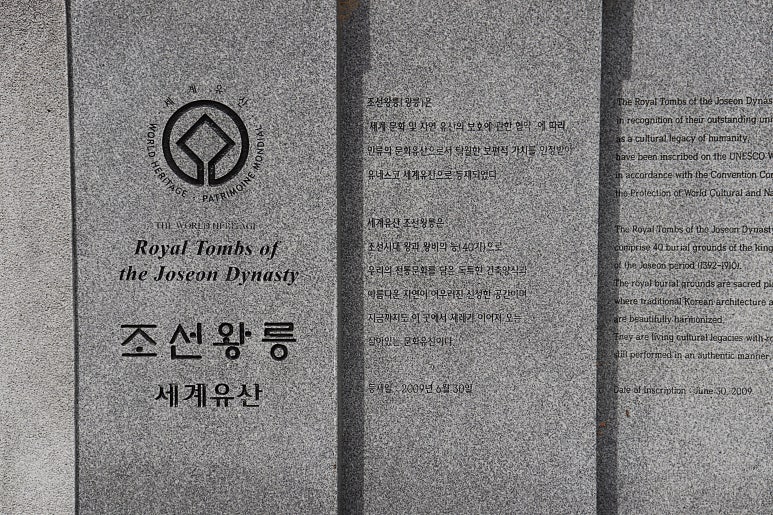 세계유산
WORLD HERITAGE · PATRIMOINE MONDIAL ·
THE WORLD HERITAGE
Royal Tombs of
the Joseon Dynasty
조선왕릉
세계유산
조선왕릉(왕릉)은
'세계 문화 및 자연 유산의 보호에 관한 협약'에 따라,
인류의 문화유산으로서 탁월한 보편적 가치를 인정받아
유네스코 세계유산으로 등재되었다.
세계유산 조선왕릉은
조선시대 왕과 왕비의 능(40기)으로
우리의 전통문화를 담은 독특한 건축양식과
아름다운 자연이 어우러진 신성한 공간이며
지금까지도 이 곳에서 제례가 이어져 오는
살아있는 문화유산이다.
등재일 : 2009년 6월 30일
The Royal Tombs of the Joseon Dynas
in recognition of their outstanding uni
as a cultural legacy of humanity,
have been inscribed on the UNESCO W
in accordance with the Convention Con
the Protection of World Cultural and Na
The Royal Tombs of the Joseon Dynasty
comprise 40 burial grounds of the king
of the Joseon period (1392-1910).
The royal burial grounds are sacred pla
where traditional Korean architecture a
are beautifully harmonized.
They are living cultural legacies with ro
still performed in an authentic manner
Date of Inscription : June 30, 2009